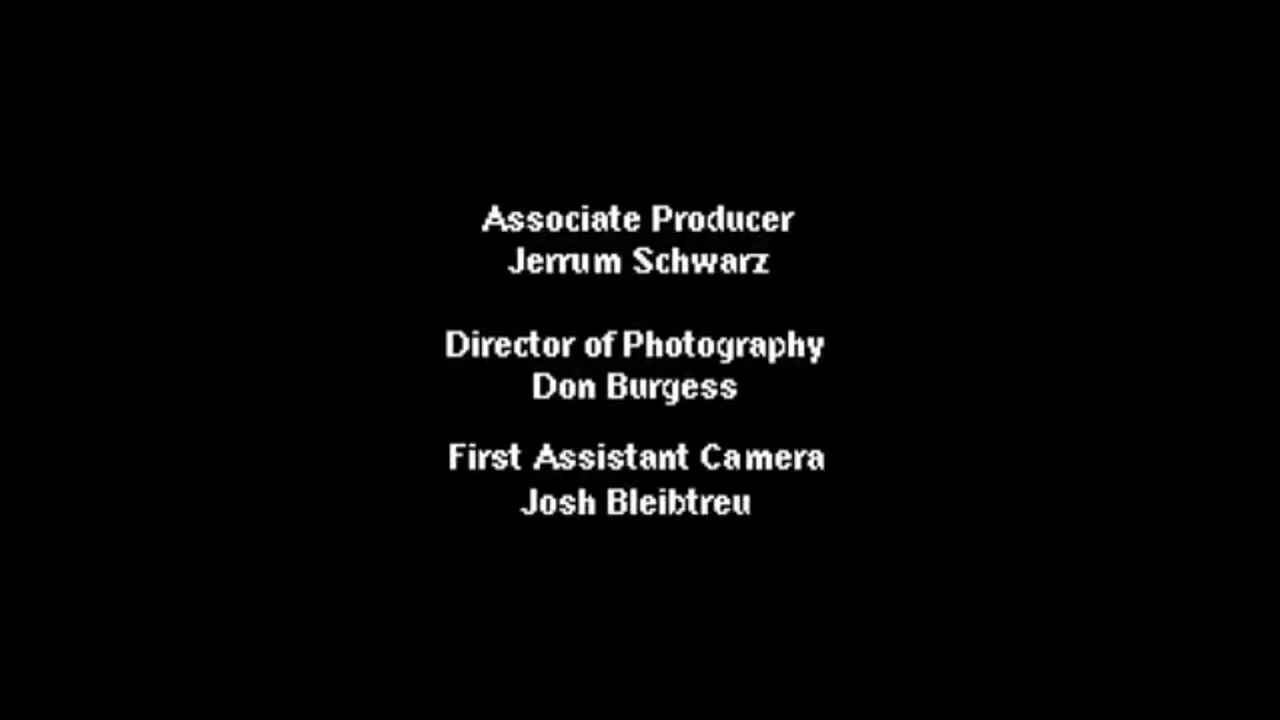 Associate Producer
Jerrum Schwarz
Director of Photography
Don Burgess
First Assistant Camera
Josh Bleibtreu